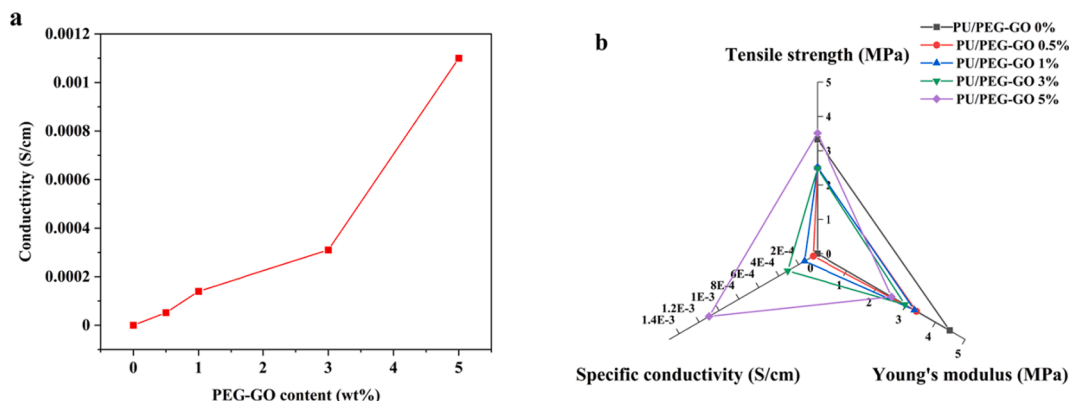 a
0.0012
0.001
0.0008
0.0006
0.0004
0.0002
0
0 1 2 3 4 5
Conductivity (S/cm)
PEG-GO content (wt%)
b
PU/PEG-GO 0%
PU/PEG-GO 0.5%
PU/PEG-GO 1%
PU/PEG-GO 3%
PU/PEG-GO 5%
Tensile strength (MPa)
5
4
3
2
1
0
2E-4
4E-4
6E-4
8E-4
1E-3
1.2E-3
1.4E-3
0
1
2
3
4
5
Specific conductivity (S/cm)
Young's modulus (MPa)